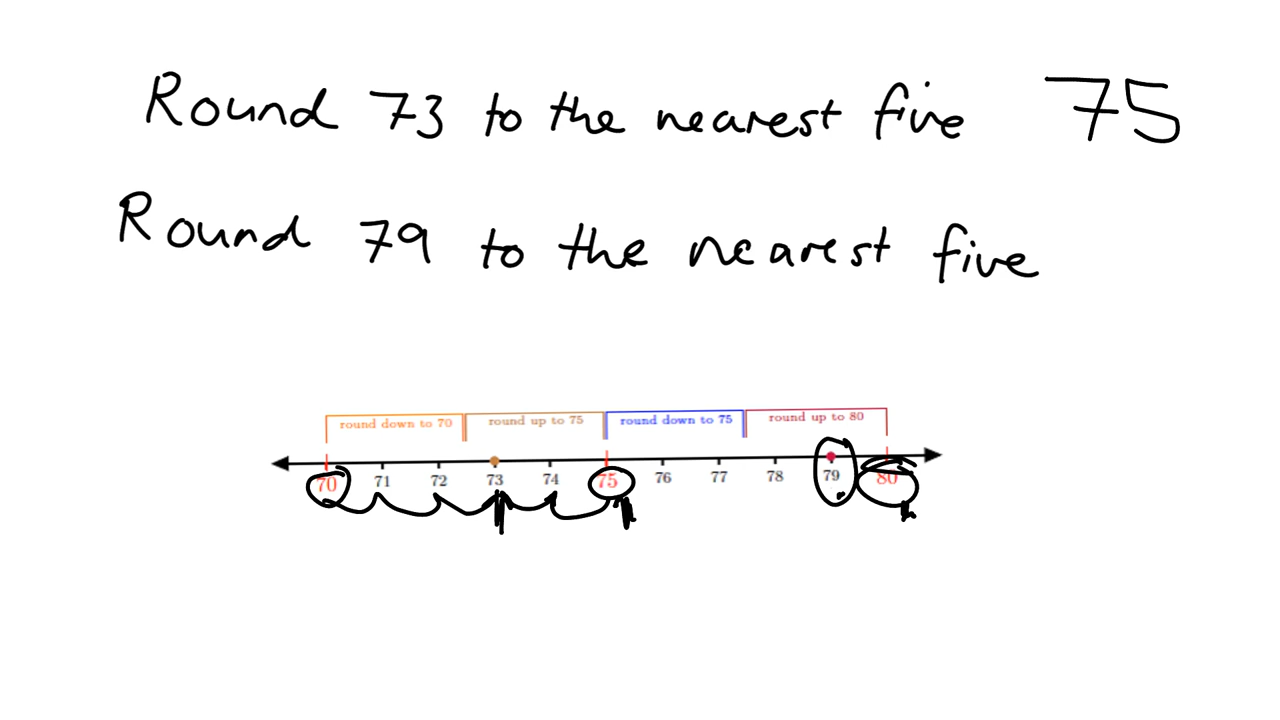 Round 73 to the nearest five 75
Round 79 to the nearest five
round down to 70 round up to 75 round down to 75 round up to 80
70 71 72 73 74 75 76 77 78 79 80